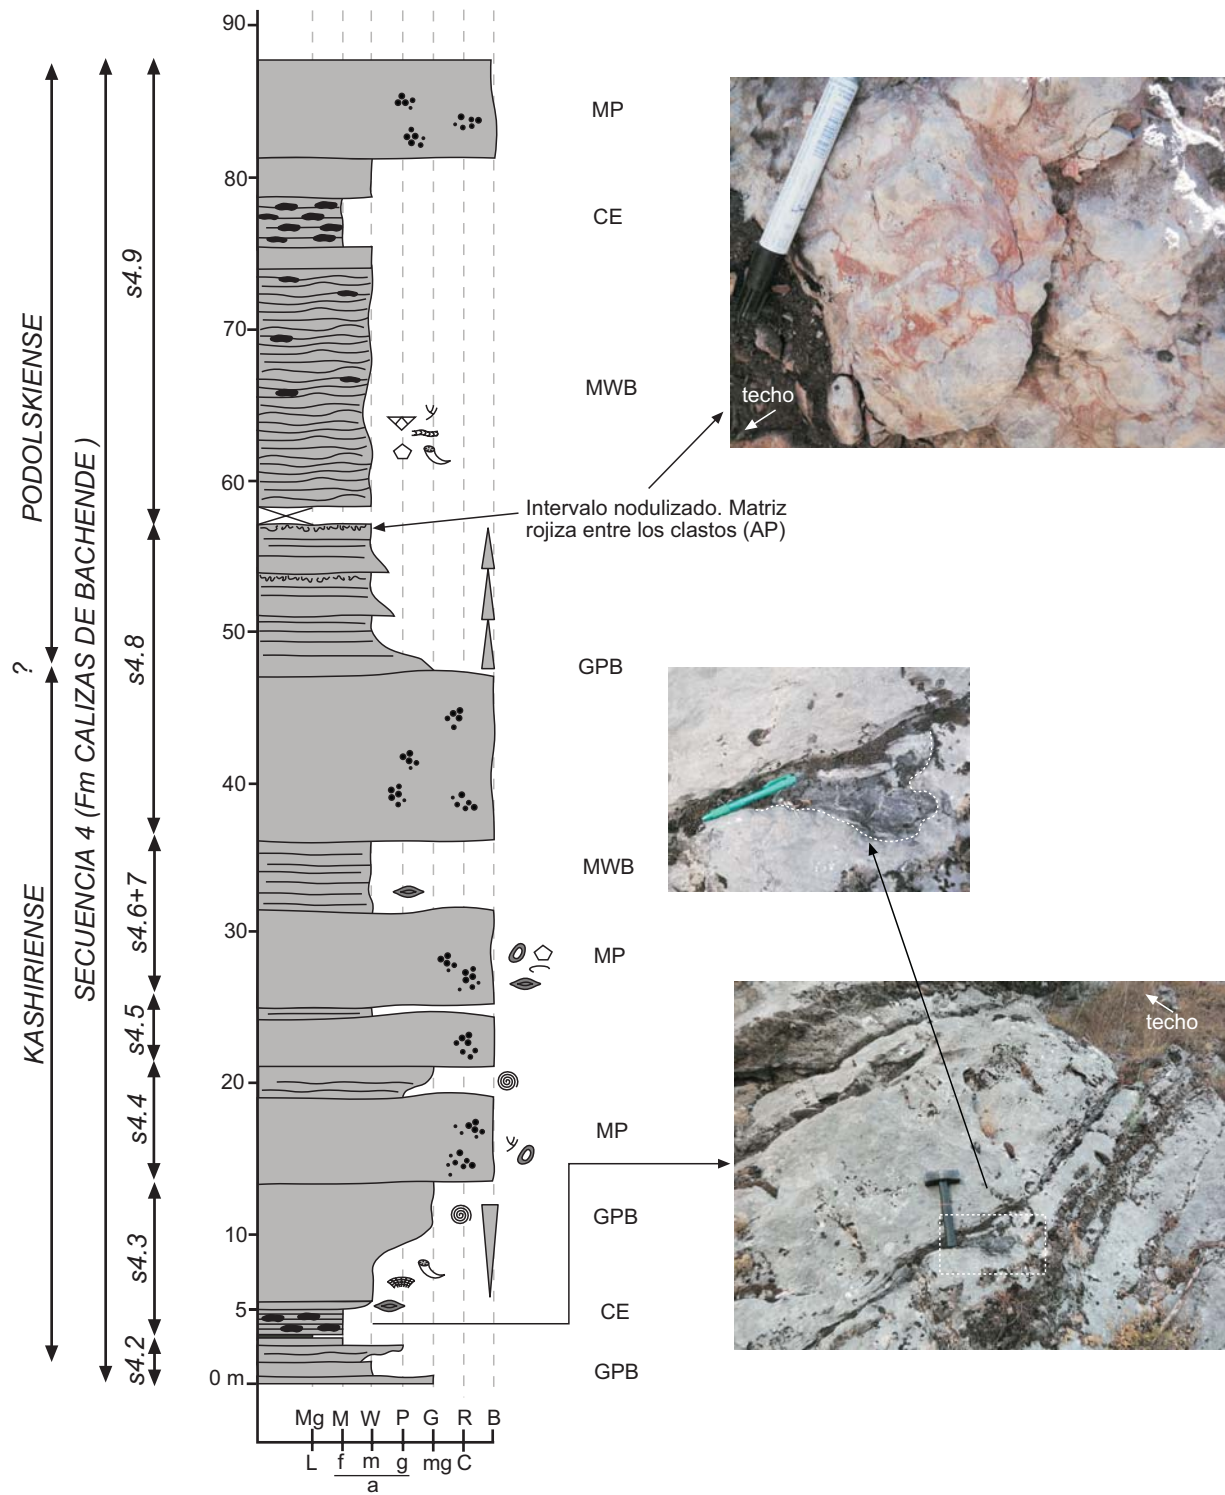 90
80
70
60
50
40
30
20
10
5
0 m
PODOLSKIENSE
?
KASHIRIENSE
SECUENCIA 4 (Fm CALIZAS DE BACHENDE )
s4.9
s4.8
s4.6+7
s4.5
s4.4
s4.3
s4.2
MP
CE
MWB
GPB
MWB
MP
MP
GPB
CE
GPB
Intervalo nodulizado. Matriz
rojiza entre los clastos (AP)
techo
techo
Mg M W P G R B
L f m g mg C
a